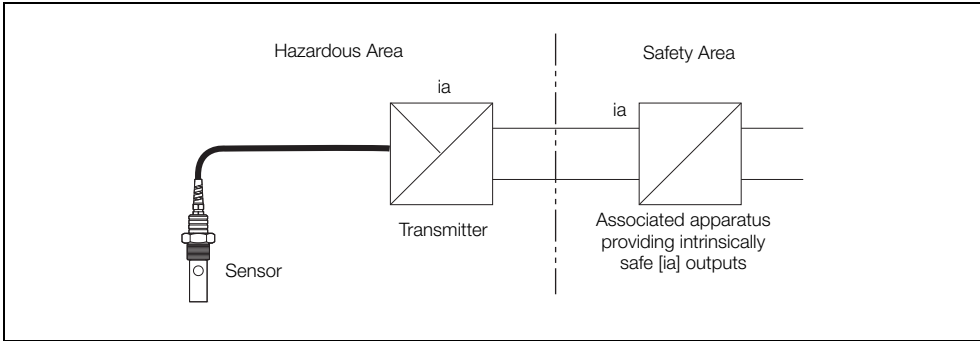 Hazardous Area
Safety Area
ia
ia
Transmitter
Sensor
Associated apparatus
providing intrinsically
safe [ia] outputs